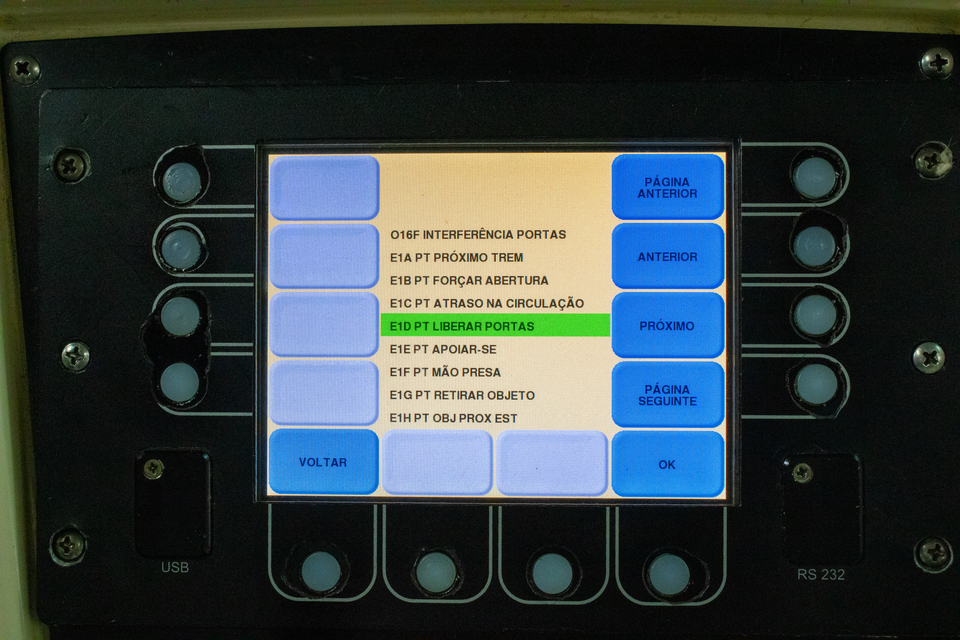 PÁGINA
ANTERIOR
O16F INTERFERÊNCIA PORTAS
E1A PT PRÓXIMO TREM
ANTERIOR
E1B PT FORÇAR ABERTURA
E1C PT ATRASO NA CIRCULAÇÃO
E1D PT LIBERAR PORTAS
PRÓXIMO
E1E PT APOIAR-SE
E1F PT MÃO PRESA
E1G PT RETIRAR OBJETO
PÁGINA
SEGUINTE
E1H PT OBJ PROX EST
VOLTAR
OK
USB
RS 232